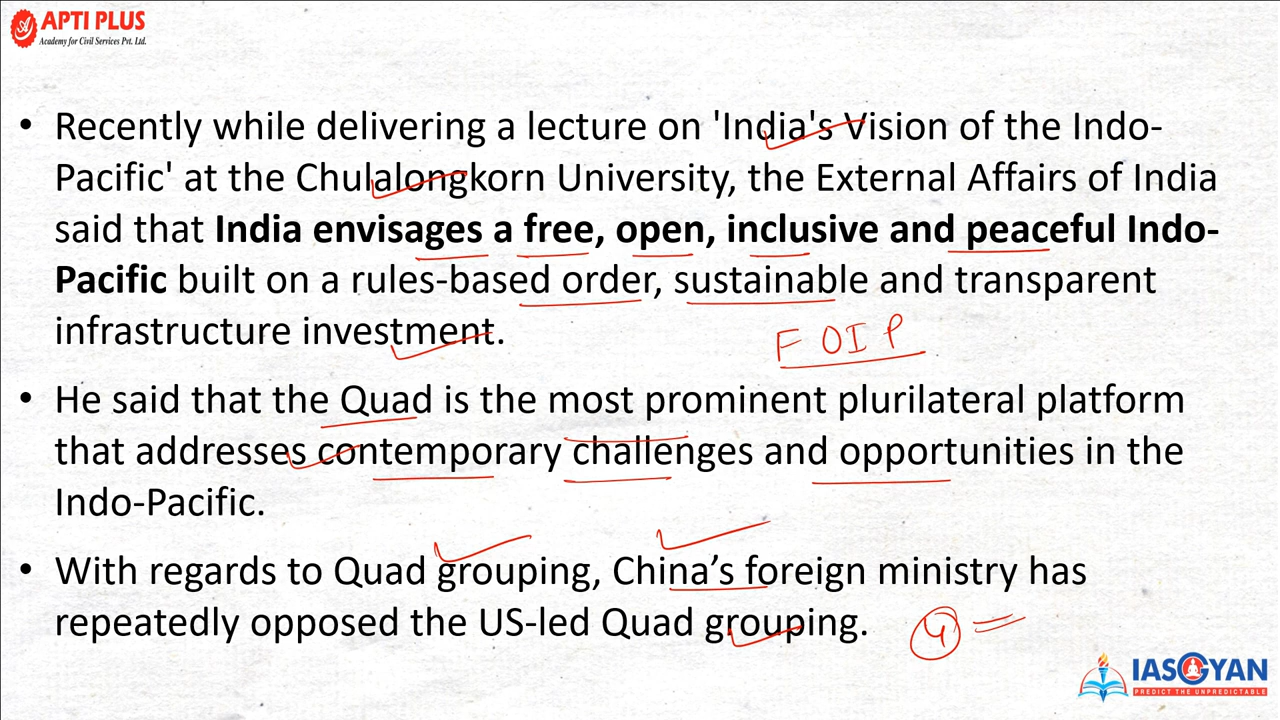 APTI PLUS
Academy for Civil Services Pvt. Ltd.
• Recently while delivering a lecture on 'India's Vision of the Indo-
Pacific' at the Chulalongkorn University, the External Affairs of India
said that India envisages a free, open, inclusive and peaceful Indo-
Pacific built on a rules-based order, sustainable and transparent
infrastructure investment.
FOIP
• He said that the Quad is the most prominent plurilateral platform
that addresses contemporary challenges and opportunities in the
Indo-Pacific.
• With regards to Quad grouping, China’s foreign ministry has
repeatedly opposed the US-led Quad grouping.
4
IASGYAN
PREDICT THE UNPREDICTABLE